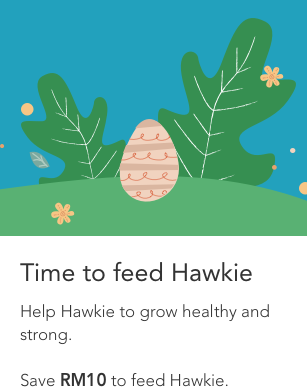 Time to feed Hawkie
Help Hawkie to grow healthy and
strong.
Save RM10 to feed Hawkie.